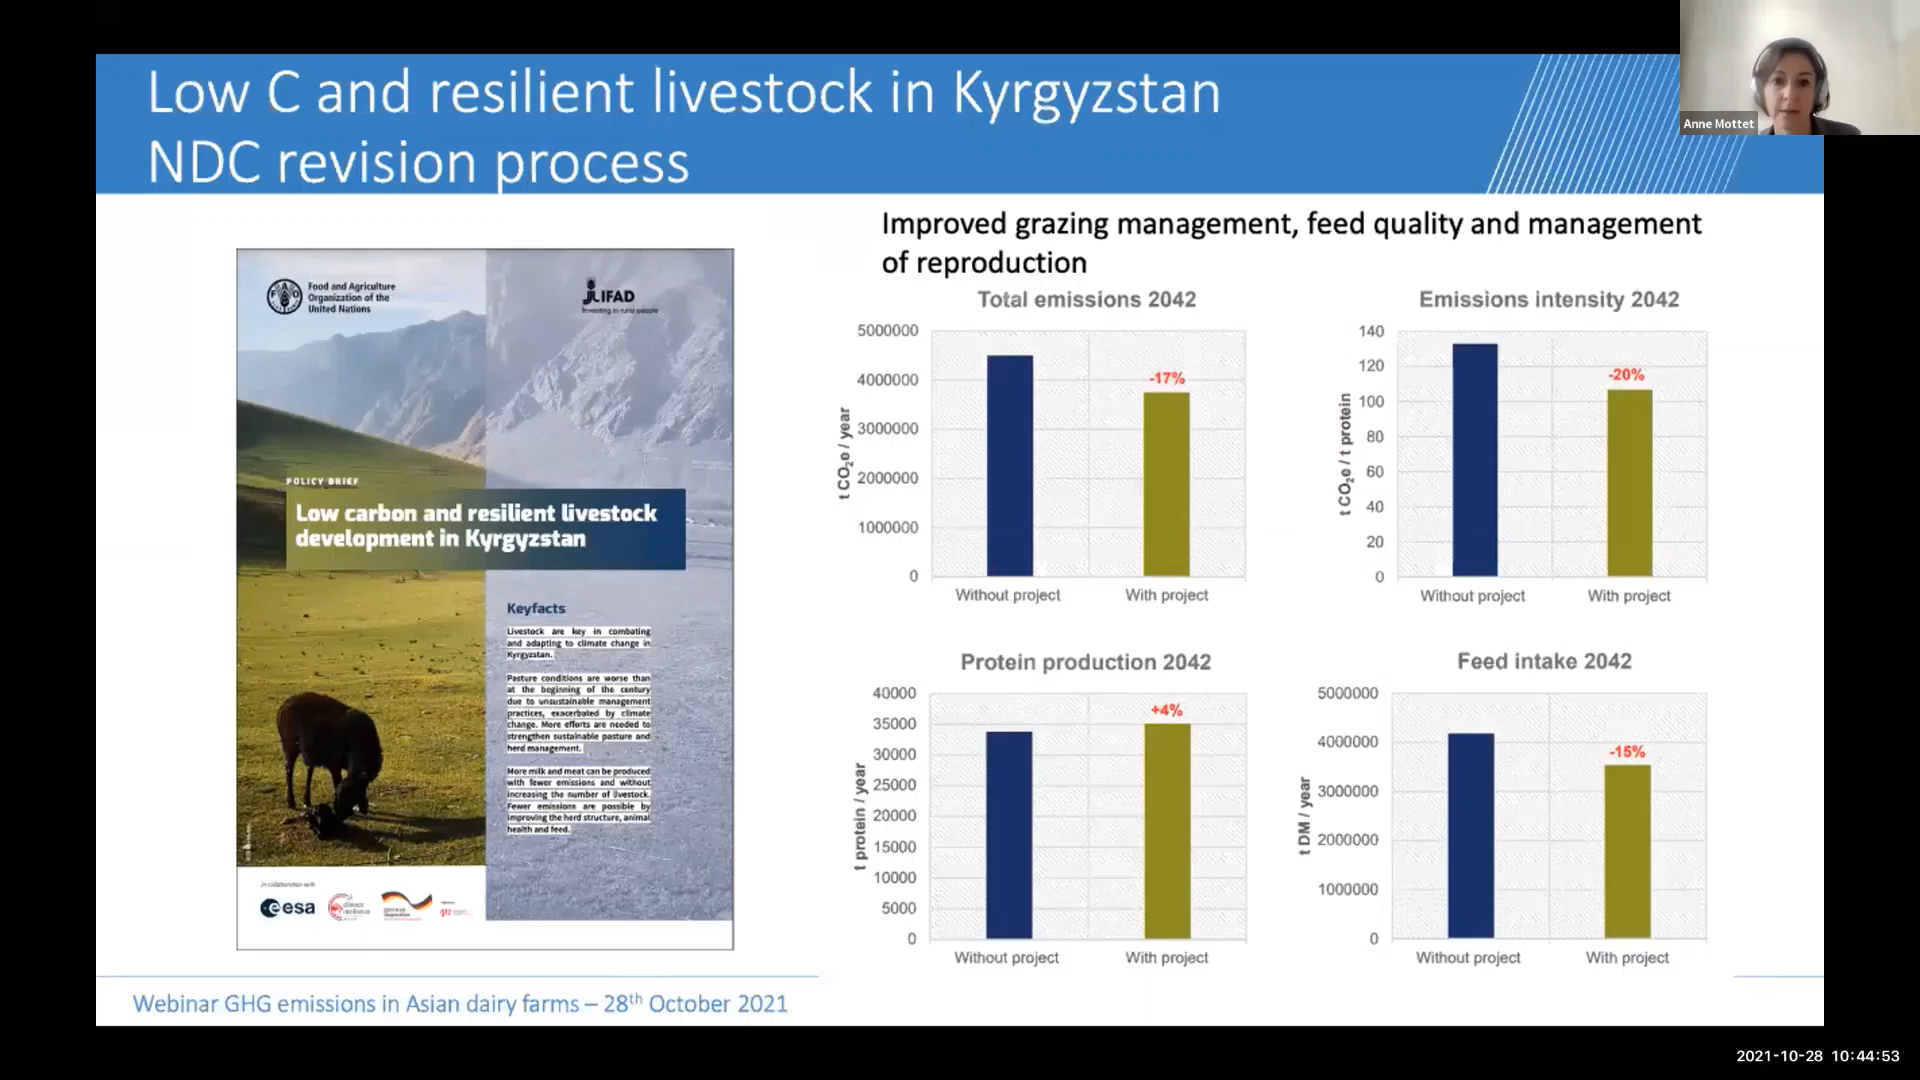 Low C and resilient livestock in Kyrgyzstan
NDC revision process
Anne Mottet
Food and Agriculture
Organization of the
United Nations
JLIFAD
Investing in rural people
POLICY BRIEF
Low carbon and resilient livestock
development in Kyrgyzstan
Keyfacts
Livestock are key in combating
and adapting to climate change in
Kyrgyzstan.
Pasture conditions are worse than
at the beginning of the century
due to unsustainable management
practices, exacerbated by climate
change. More efforts are needed to
strengthen sustainable pasture and
herd management.
More milk and meat can be produced
with fewer emissions and without
increasing the number of livestock.
Fewer emissions are possible by
improving the herd structure, animal
health and feed.
In collaboration with
esa
giz
Improved grazing management, feed quality and management
of reproduction
Total emissions 2042
t CO2e / year
5000000
4000000
3000000
2000000
1000000
0
-17%
Without project
With project
Emissions intensity 2042
t CO2e / t protein
140
120
100
80
60
40
20
0
-20%
Without project
With project
Protein production 2042
t protein / year
40000
35000
30000
25000
20000
15000
10000
5000
0
+4%
Without project
With project
Feed intake 2042
t DM / year
5000000
4000000
3000000
2000000
1000000
0
-15%
Without project
With project
Webinar GHG emissions in Asian dairy farms – 28th October 2021
2021-10-28 10:44:53